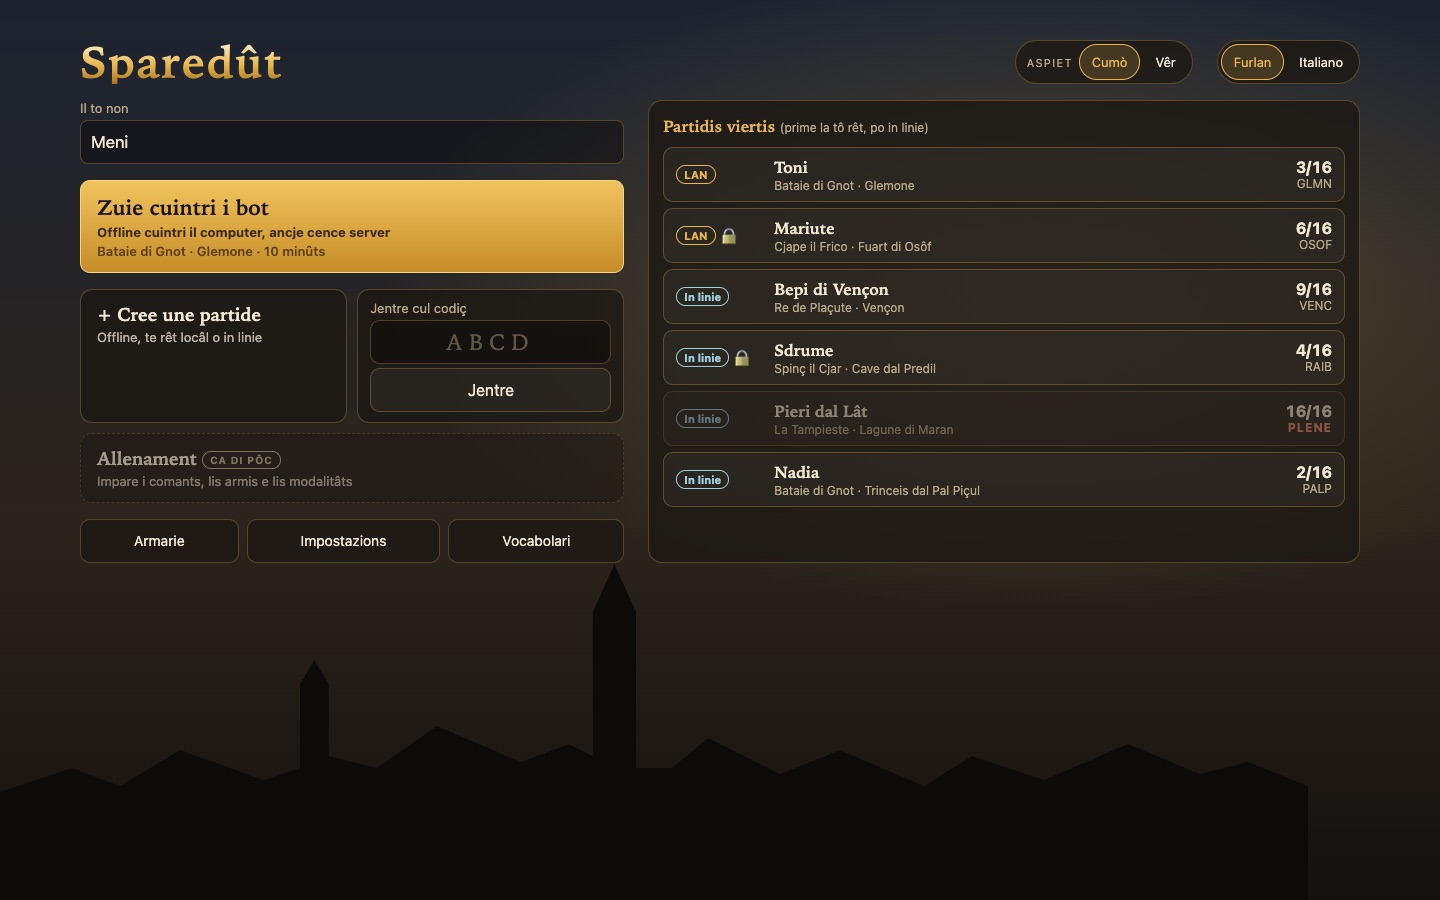 Sparedût
ASPIET Cumò Vêr
Furlan Italiano
Il to non
Meni
Zuie cuintri i bot
Offline cuintri il computer, ancje cence server
Bataie di Gnot · Glemone · 10 minûts
+ Cree une partide
Offline, te rêt locâl o in linie
Jentre cul codiç
ABCD
Jentre
Allenament CA DI PÔC
Impare i comants, lis armis e lis modalitâts
Armarie
Impostazions
Vocabolari
Partidis viertis (prime la tô rêt, po in linie)
LAN Toni 3/16
Bataie di Gnot · Glemone GLMN
LAN Mariute 6/16
Cjape il Frico · Fuart di Osôf OSOF
In linie Bepi di Vençon 9/16
Re de Plaçute · Vençon VENC
In linie Sdrume 4/16
Spinç il Cjar · Cave dal Predil RAIB
In linie Pieri dal Lât 16/16
La Tampieste · Lagune di Maran PLENE
In linie Nadia 2/16
Bataie di Gnot · Trinceis dal Pal Piçul PALP